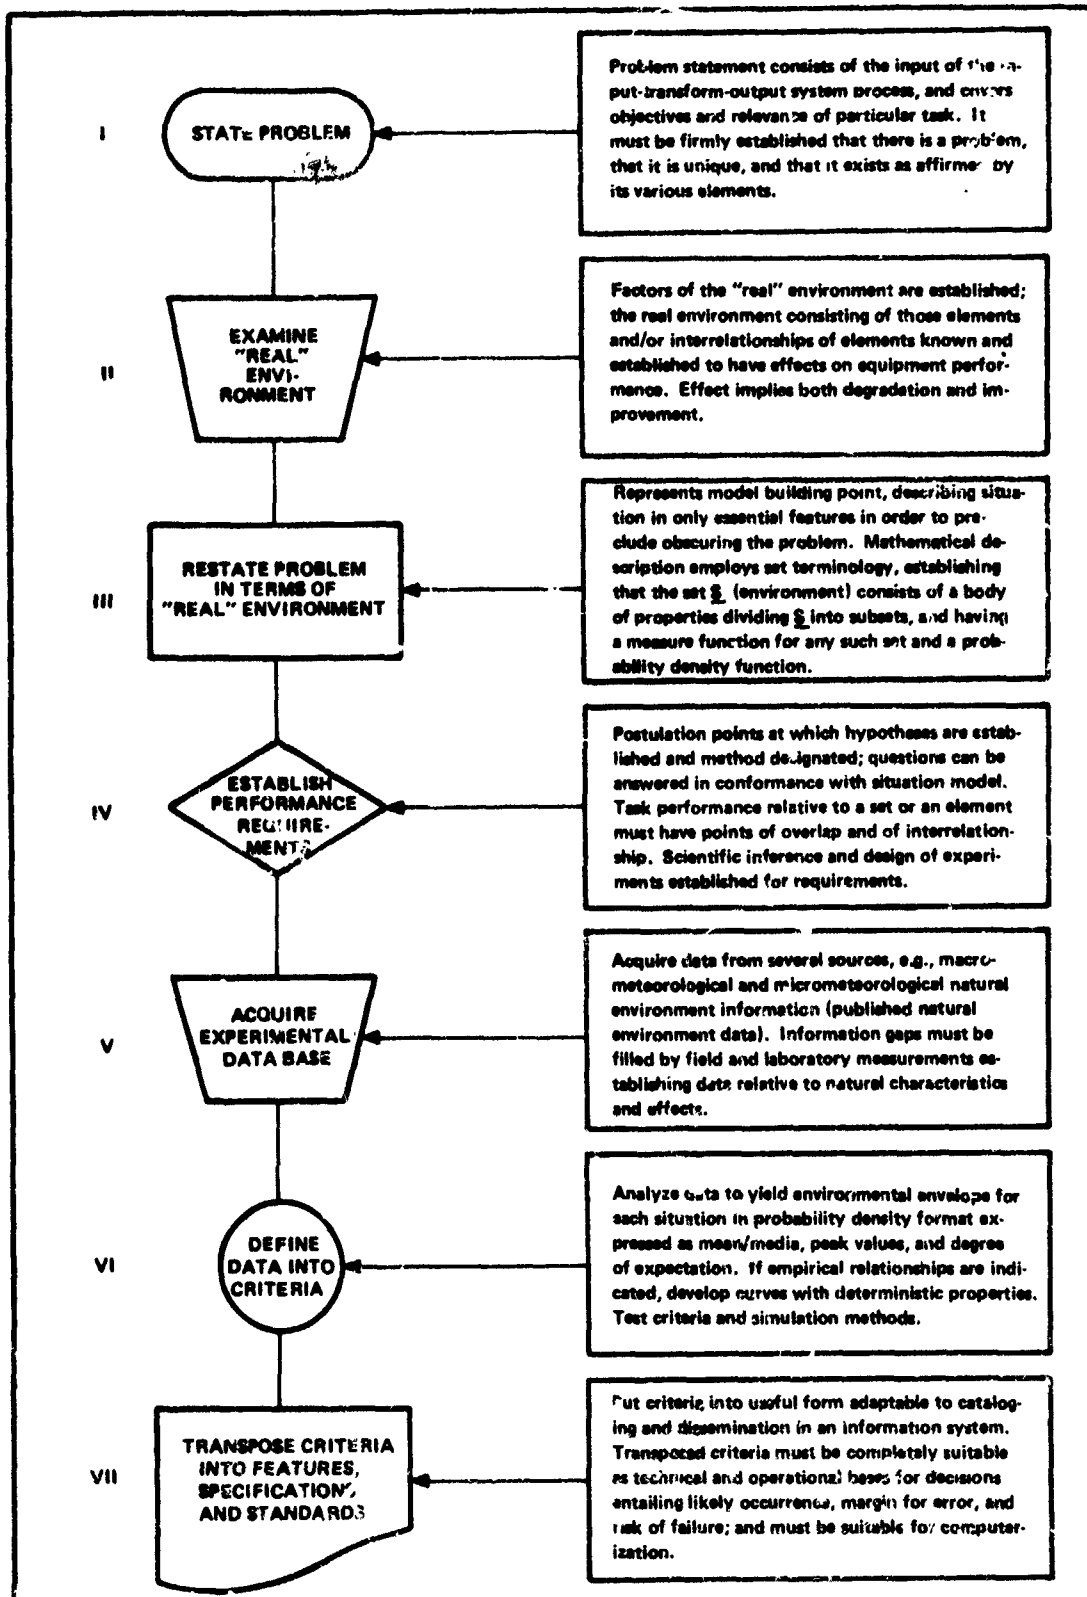 I
STATE PROBLEM
Problem statement consists of the input of the in-
put-transform-output system process, and covers
objectives and relevance of particular task. It
must be firmly established that there is a problem,
that it is unique, and that it exists as affirmed by
its various elements.
II
EXAMINE
"REAL"
ENVI-
RONMENT
Factors of the "real" environment are established;
the real environment consisting of those elements
and/or interrelationships of elements known and
established to have effects on equipment perfor-
mance. Effect implies both degradation and im-
provement.
III
RESTATE PROBLEM
IN TERMS OF
"REAL" ENVIRONMENT
Represents model building point, describing situa-
tion in only essential features in order to pre-
clude obscuring the problem. Mathematical de-
scription employs set terminology, establishing
that the set S (environment) consists of a body
of properties dividing S into subsets, and having
a measure function for any such set and a prob-
ability density function.
IV
ESTABLISH
PERFORMANCE
REQUIRE-
MENTS
Postulation points at which hypotheses are estab-
lished and method designated; questions can be
answered in conformance with situation model.
Task performance relative to a set or an element
must have points of overlap and of interrelation-
ship. Scientific inference and design of experi-
ments established for requirements.
V
ACQUIRE
EXPERIMENTAL
DATA BASE
Acquire data from several sources, e.g., macro-
meteorological and micrometeorological natural
environment information (published natural
environment data). Information gaps must be
filled by field and laboratory measurements es-
tablishing data relative to natural characteristics
and effects.
VI
DEFINE
DATA INTO
CRITERIA
Analyze data to yield environmental envelope for
each situation in probability density format ex-
pressed as mean/media, peak values, and degree
of expectation. If empirical relationships are indi-
cated, develop curves with deterministic properties.
Test criteria and simulation methods.
VII
TRANSPOSE CRITERIA
INTO FEATURES,
SPECIFICATIONS,
AND STANDARDS
Put criteria into useful form adaptable to catalog-
ing and dissemination in an information system.
Transposed criteria must be completely suitable
as technical and operational bases for decisions
entailing likely occurrence, margin for error, and
risk of failure; and must be suitable for computer-
ization.